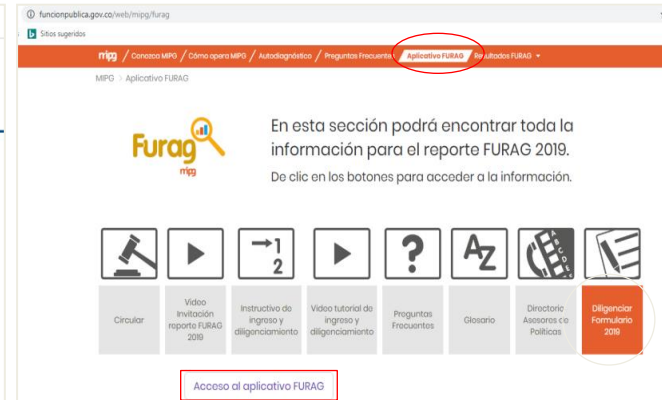 funcionpublica.gov.co/web/mipg/furag
Sitios sugeridos
mipg / Conozca MIPG / Cómo opera MIPG / Autodiagnóstico / Preguntas Frecuentes / Aplicativo FURAG / Resultados FURAG
MIPG > Aplicativo FURAG
Furag
mipg
En esta sección podrá encontrar toda la
información para el reporte FURAG 2019.
De clic en los botones para acceder a la información.
1
2
?
AZ
A B C D E
Circular
Video
Invitación
reporte FURAG
2019
Instructivo de
ingreso y
diligenciamiento
Video tutorial de
ingreso y
diligenciamiento
Preguntas
Frecuentes
Glosario
Directorio
Asesores de
Políticas
Diligenciar
Formulario
2019
Acceso al aplicativo FURAG